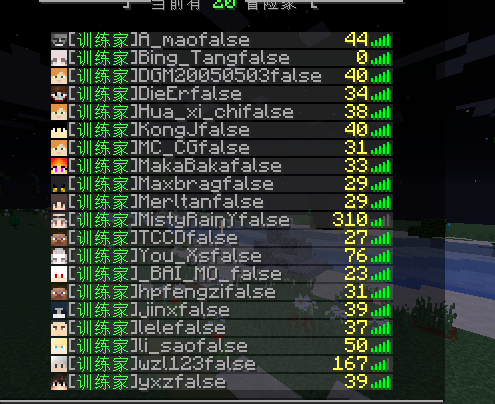 ] 当前有 20 冒险家 [
[训练家]A_maofalse 44
[训练家]Bing_Tangfalse 0
[训练家]DGM20050503false 40
[训练家]DieErfalse 34
[训练家]Hua_xi_chifalse 38
[训练家]KongJfalse 40
[训练家]MC_CGfalse 31
[训练家]MakaBakafalse 33
[训练家]Maxbragfalse 29
[训练家]Merltanfalse 29
[训练家]MistyRainYfalse 310
[训练家]TCCDfalse 27
[训练家]You_Xsfalse 76
[训练家]_BAI_MO_false 23
[训练家]hpfengzifalse 31
[训练家]jinxfalse 39
[训练家]lelefalse 37
[训练家]li_saofalse 50
[训练家]wzl123false 167
[训练家]yxzfalse 39